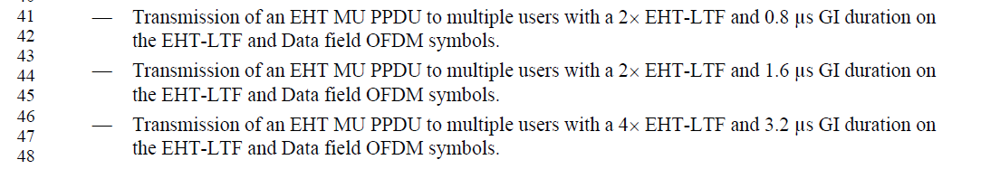 41 — Transmission of an EHT MU PPDU to multiple users with a 2× EHT-LTF and 0.8 µs GI duration on
42 the EHT-LTF and Data field OFDM symbols.
43
44 — Transmission of an EHT MU PPDU to multiple users with a 2× EHT-LTF and 1.6 µs GI duration on
45 the EHT-LTF and Data field OFDM symbols.
46
47 — Transmission of an EHT MU PPDU to multiple users with a 4× EHT-LTF and 3.2 µs GI duration on
48 the EHT-LTF and Data field OFDM symbols.